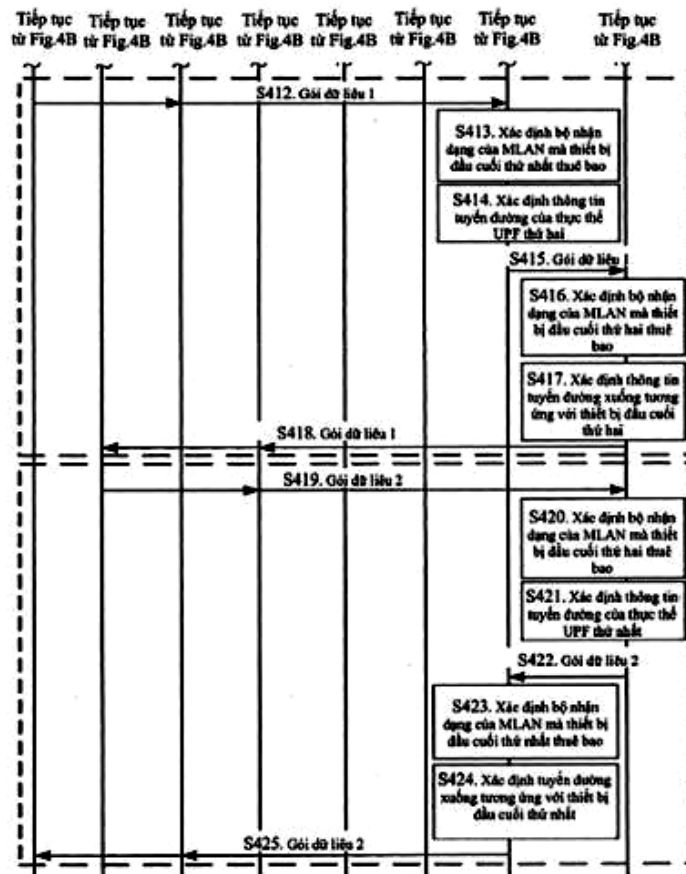 Tiếp tục Tiếp tục Tiếp tục Tiếp tục Tiếp tục Tiếp tục Tiếp tục Tiếp tục
từ Fig.4B từ Fig.4B từ Fig.4B từ Fig.4B từ Fig.4B từ Fig.4B từ Fig.4B từ Fig.4B
S412. Gói dữ liệu 1
S413. Xác định bộ nhận
dạng của MLAN mà thiết bị
đầu cuối thứ nhất thuê bao
S414. Xác định thông tin
tuyến đường của thực thể
UPF thứ hai
S415. Gói dữ liệu
S416. Xác định bộ nhận
dạng của MLAN mà thiết
bị đầu cuối thứ hai thuê
bao
S417. Xác định thông tin
tuyến đường xuống tương
ứng với thiết bị đầu cuối
thứ hai
S418. Gói dữ liệu 1
S419. Gói dữ liệu 2
S420. Xác định bộ nhận
dạng của MLAN mà thiết
bị đầu cuối thứ hai thuê
bao
S421. Xác định thông tin
tuyến đường của thực thể
UPF thứ nhất
S422. Gói dữ liệu 2
S423. Xác định bộ nhận
dạng của MLAN mà thiết bị
đầu cuối thứ nhất thuê bao
S424. Xác định tuyến đường
xuống tương ứng với thiết bị
đầu cuối thứ nhất
S425. Gói dữ liệu 2